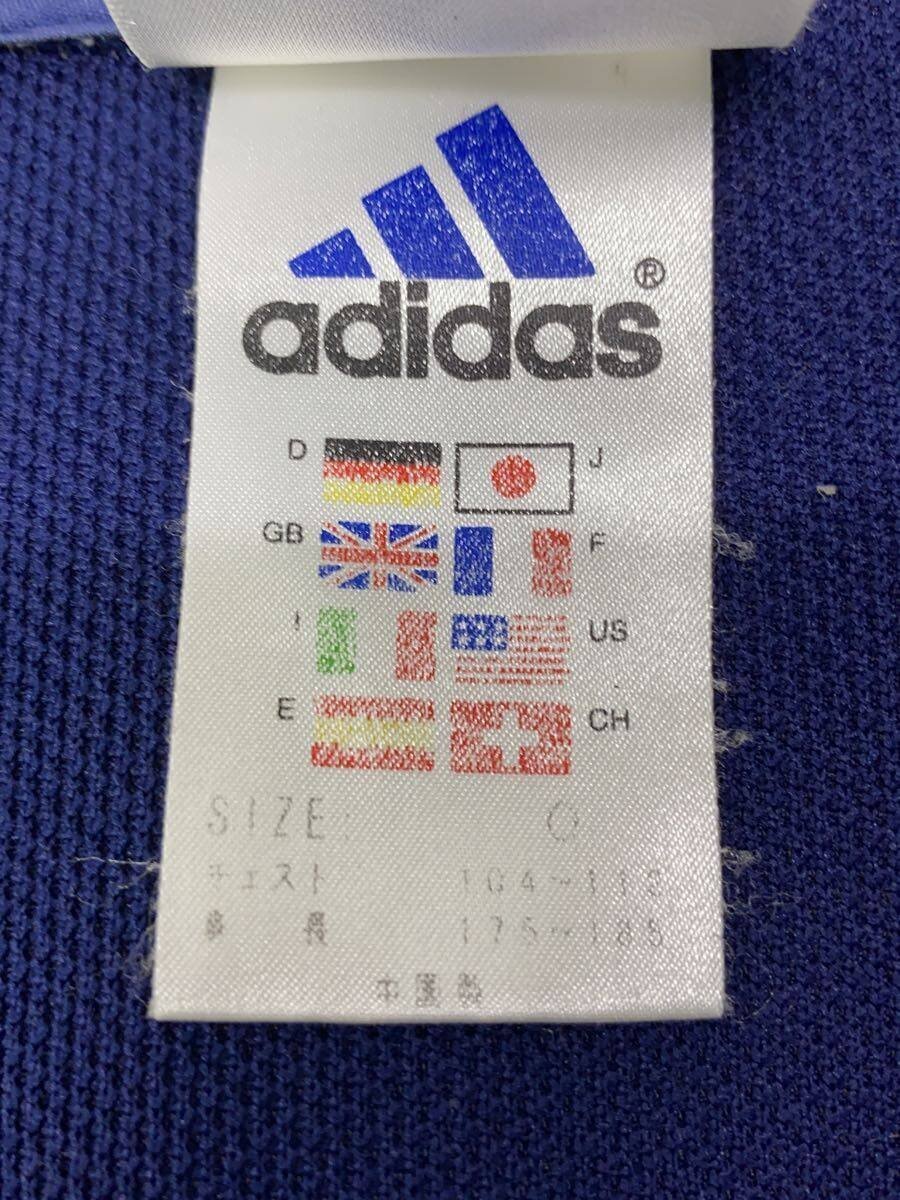 adidas®
D J
GB F
I US
E CH
SIZE: O
チェスト 104~112
身 長 175~185
中国製